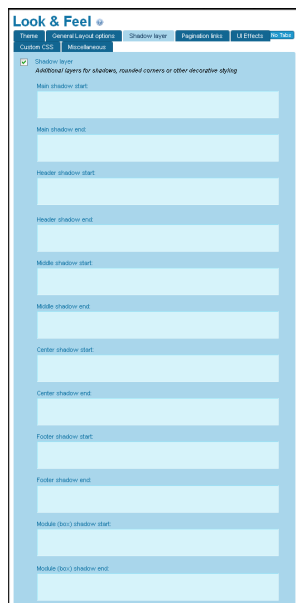 Look & Feel
Theme General Layout options Shadow layer Pagination links UI Effects No Tabs
Custom CSS Miscellaneous
Shadow layer
Additional layers for shadows, rounded corners or other decorative styling
Main shadow start:
Main shadow end:
Header shadow start:
Header shadow end:
Middle shadow start:
Middle shadow end:
Center shadow start:
Center shadow end:
Footer shadow start:
Footer shadow end:
Module (box) shadow start:
Module (box) shadow end: